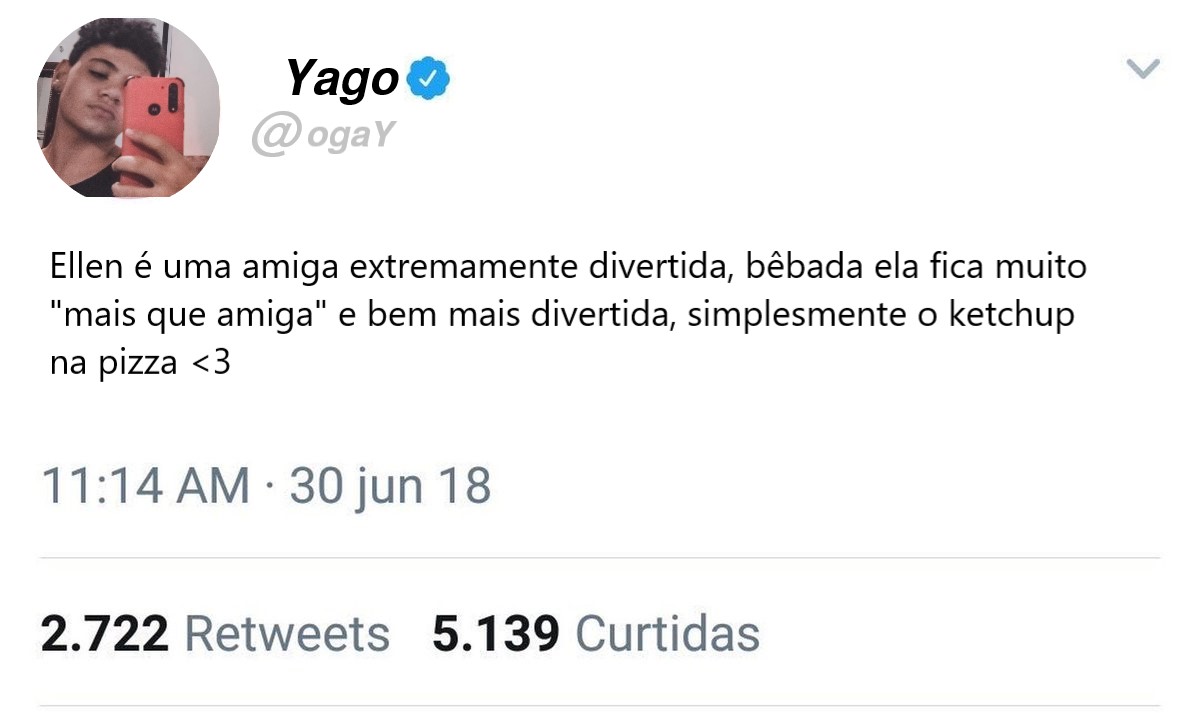 Yago
@ogaY
Ellen é uma amiga extremamente divertida, bêbada ela fica muito
"mais que amiga" e bem mais divertida, simplesmente o ketchup
na pizza <3
11:14 AM · 30 jun 18
2.722 Retweets 5.139 Curtidas